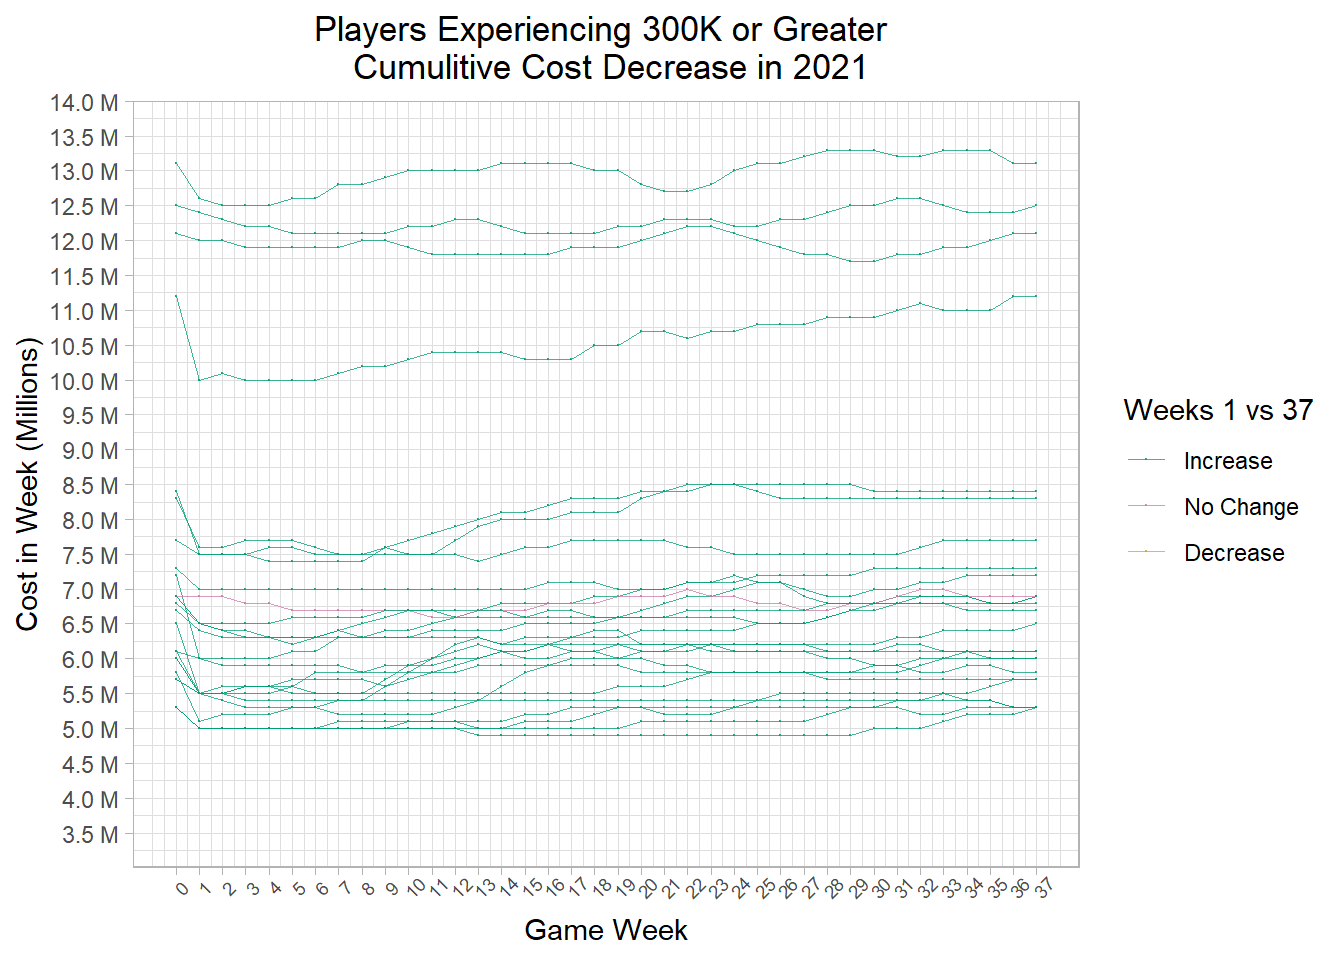 Players Experiencing 300K or Greater
Cumulitive Cost Decrease in 2021
14.0 M
13.5 M
13.0 M
12.5 M
12.0 M
11.5 M
11.0 M
10.5 M
10.0 M
9.5 M
9.0 M
8.5 M
8.0 M
7.5 M
7.0 M
6.5 M
6.0 M
5.5 M
5.0 M
4.5 M
4.0 M
3.5 M
Cost in Week (Millions)
0 1 2 3 4 5 6 7 8 9 10 11 12 13 14 15 16 17 18 19 20 21 22 23 24 25 26 27 28 29 30 31 32 33 34 35 36 37
Game Week
Weeks 1 vs 37
Increase
No Change
Decrease